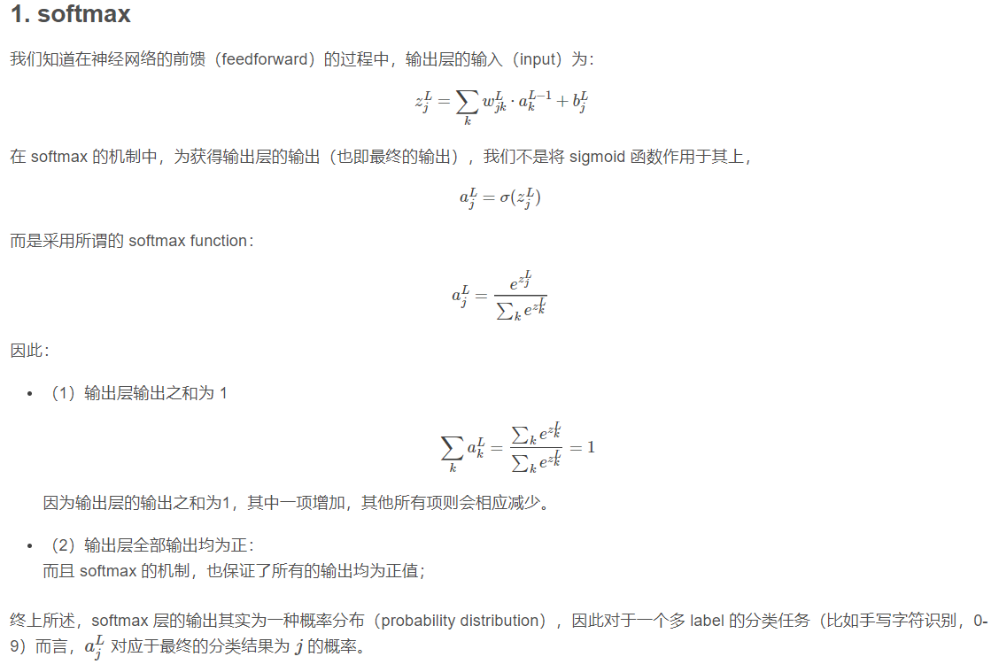 1. softmax
我们知道在神经网络的前馈（feedforward）的过程中，输出层的输入（input）为：
$z_j^L = \sum_k w_{jk}^L \cdot a_k^{L-1} + b_j^L$
在 softmax 的机制中，为获得输出层的输出（也即最终的输出），我们不是将 sigmoid 函数作用于其上，
$a_j^L = \sigma(z_j^L)$
而是采用所谓的 softmax function：
$a_j^L = \frac{e^{z_j^L}}{\sum_k e^{z_k^L}}$
因此：
• （1）输出层输出之和为 1
$\sum_k a_k^L = \frac{\sum_k e^{z_k^L}}{\sum_k e^{z_k^L}} = 1$
因为输出层的输出之和为1，其中一项增加，其他所有项则会相应减少。
• （2）输出层全部输出均为正：
而且 softmax 的机制，也保证了所有的输出均为正值；
终上所述，softmax 层的输出其实为一种概率分布（probability distribution），因此对于一个多 label 的分类任务（比如手写字符识别，0-
9）而言，$a_j^L$ 对应于最终的分类结果为 $j$ 的概率。